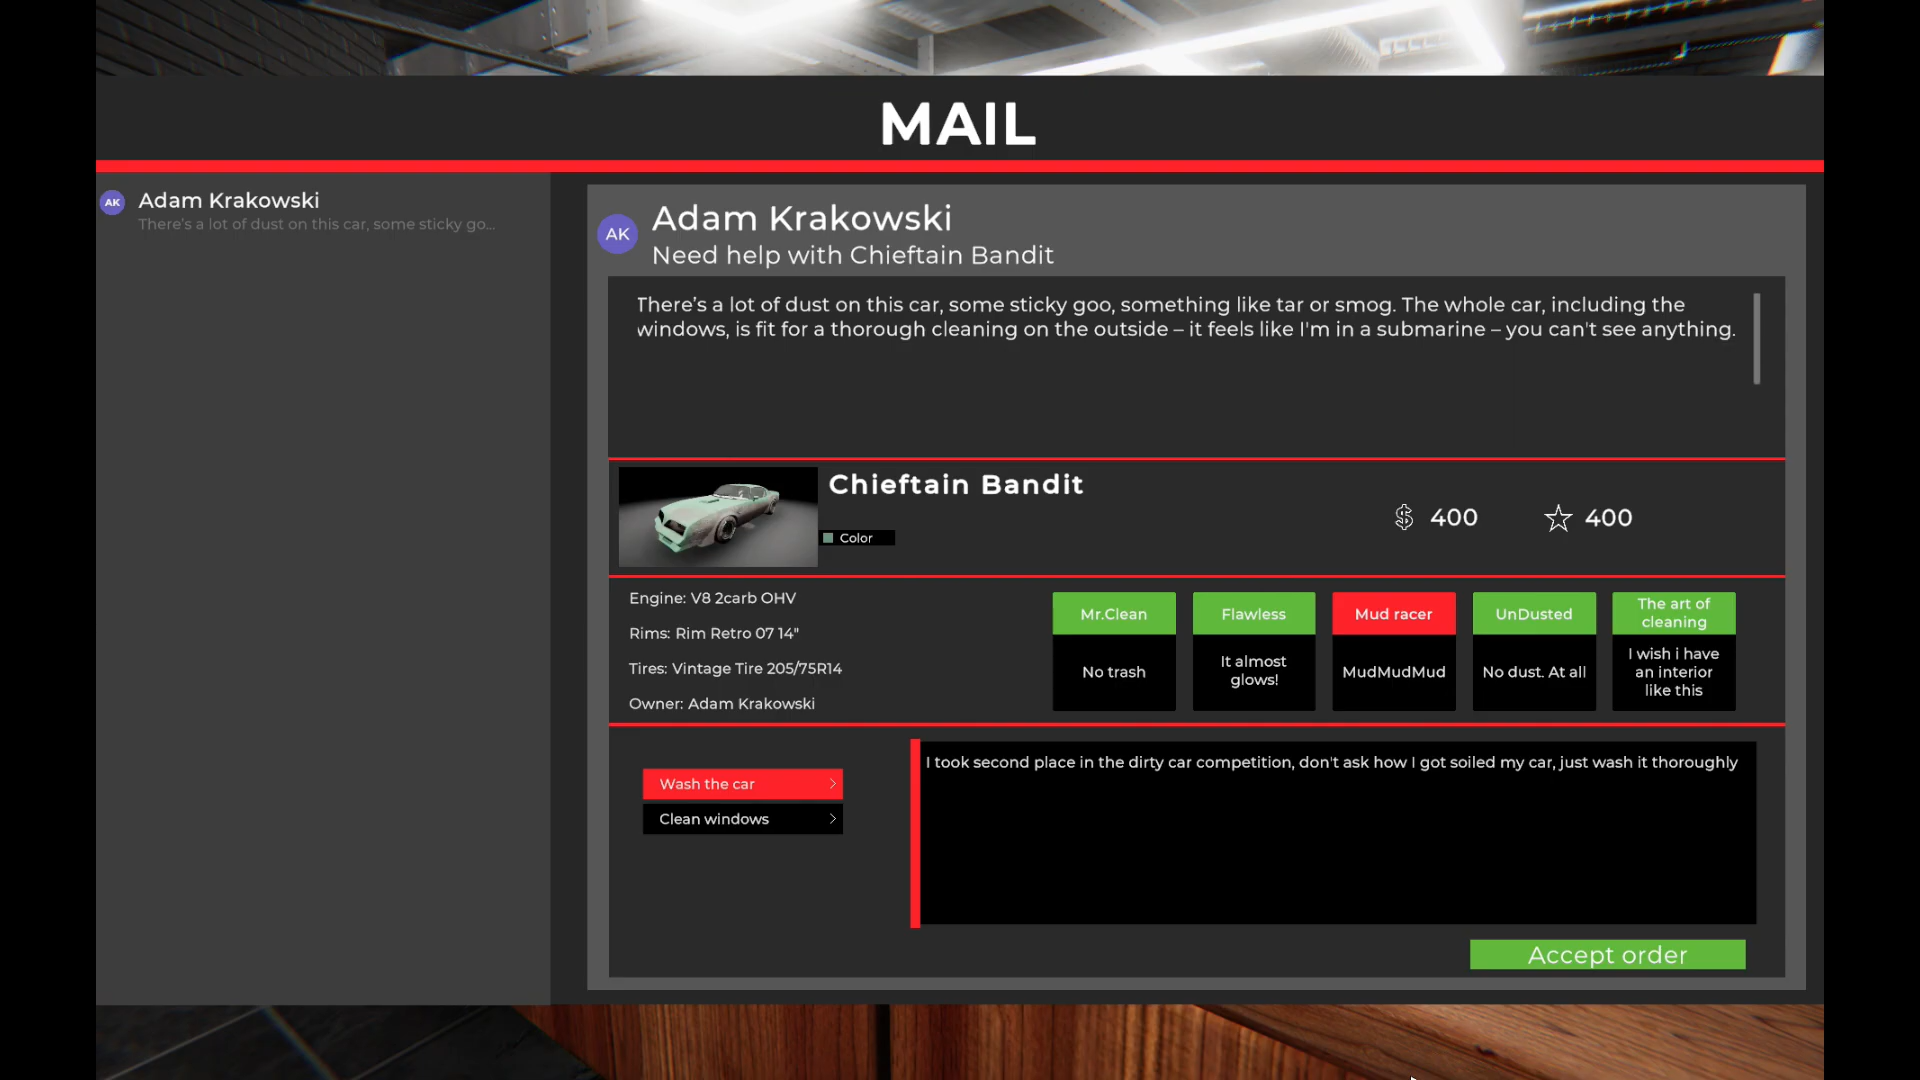 MAIL
AK
Adam Krakowski
There's a lot of dust on this car, some sticky go...
AK
Adam Krakowski
Need help with Chieftain Bandit
There's a lot of dust on this car, some sticky goo, something like tar or smog. The whole car, including the
windows, is fit for a thorough cleaning on the outside – it feels like I'm in a submarine – you can't see anything.
Chieftain Bandit
Color
$ 400
400
Engine: V8 2carb OHV
Rims: Rim Retro 07 14"
Tires: Vintage Tire 205/75R14
Owner: Adam Krakowski
Mr.Clean
No trash
Flawless
It almost
glows!
Mud racer
MudMudMud
UnDusted
No dust. At all
The art of
cleaning
I wish i have
an interior
like this
Wash the car
Clean windows
I took second place in the dirty car competition, don't ask how I got soiled my car, just wash it thoroughly
Accept order